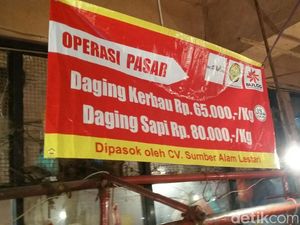 OPERASI PASAR
BULOG
Daging Kerbau Rp. 65.000,-/Kg
Daging Sapi Rp. 80.000,-/Kg
Dipasok oleh CV. Sumber Alam Lestari
detikcom